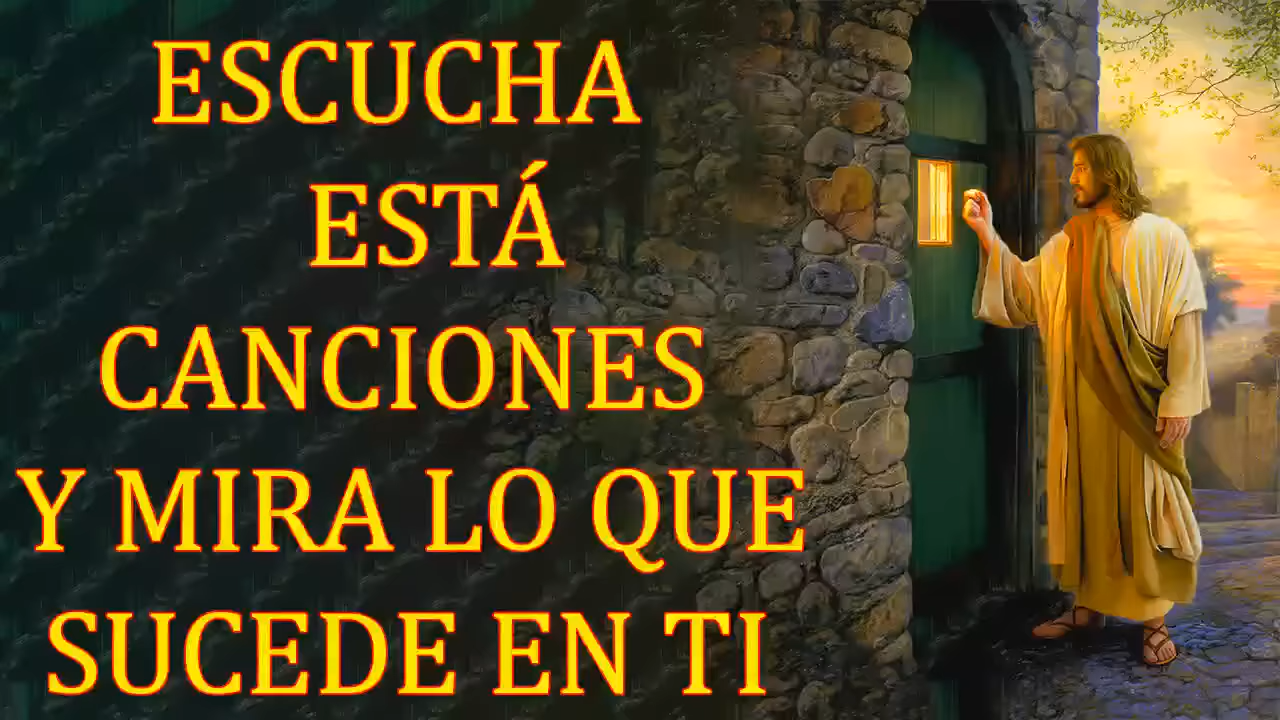 ESCUCHA
ESTÁ
CANCIONES
Y MIRA LO QUE
SUCEDE EN TI